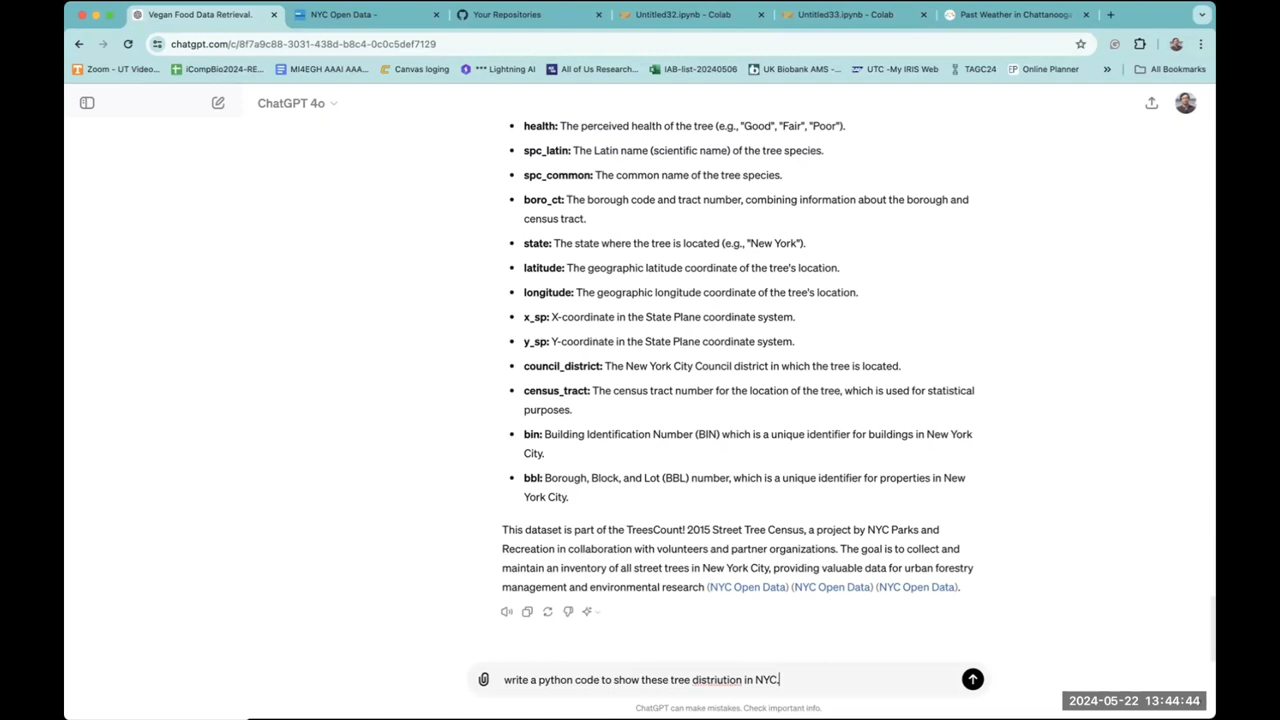 Vegan Food Data Retrieval.
NYC Open Data -
Your Repositories
Untitled32.ipynb - Colab
Untitled33.ipynb - Colab
Past Weather in Chattanooga
chatgpt.com/c/8f7a9c88-3031-438d-b8c4-0c0c5def7129
Zoom - UT Video...
iCompBio2024-RE...
MI4EGH AAAI AAA...
Canvas loging
*** Lightning AI
All of Us Research...
IAB-list-20240506
UK Biobank AMS -...
UTC -My IRIS Web
TAGC24
EP Online Planner
»
All Bookmarks
ChatGPT 4o
• health: The perceived health of the tree (e.g., "Good", "Fair", "Poor").
• spc_latin: The Latin name (scientific name) of the tree species.
• spc_common: The common name of the tree species.
• boro_ct: The borough code and tract number, combining information about the borough and
census tract.
• state: The state where the tree is located (e.g., "New York").
• latitude: The geographic latitude coordinate of the tree's location.
• longitude: The geographic longitude coordinate of the tree's location.
• x_sp: X-coordinate in the State Plane coordinate system.
• y_sp: Y-coordinate in the State Plane coordinate system.
• council_district: The New York City Council district in which the tree is located.
• census_tract: The census tract number for the location of the tree, which is used for statistical
purposes.
• bin: Building Identification Number (BIN) which is a unique identifier for buildings in New York
City.
• bbl: Borough, Block, and Lot (BBL) number, which is a unique identifier for properties in New
York City.
This dataset is part of the TreesCount! 2015 Street Tree Census, a project by NYC Parks and
Recreation in collaboration with volunteers and partner organizations. The goal is to collect and
maintain an inventory of all street trees in New York City, providing valuable data for urban forestry
management and environmental research (NYC Open Data) (NYC Open Data) (NYC Open Data).
write a python code to show these tree distriution in NYC.
ChatGPT can make mistakes. Check important info.
2024-05-22 13:44:44